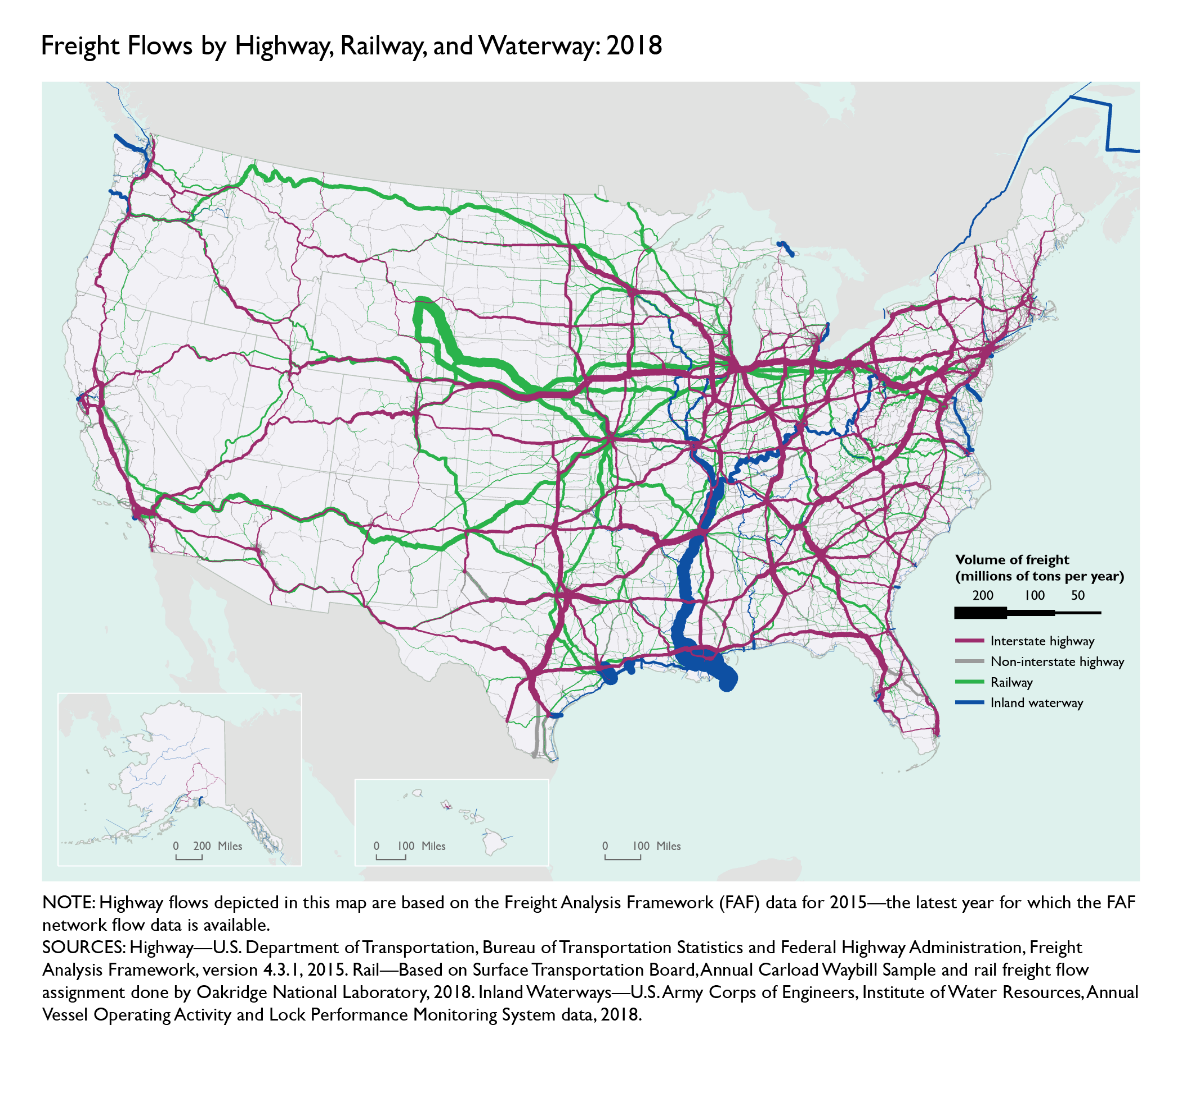 Freight Flows by Highway, Railway, and Waterway: 2018
Volume of freight
(millions of tons per year)
200 100 50
Interstate highway
Non-interstate highway
Railway
Inland waterway
0 200 Miles
0 100 Miles
0 100 Miles
NOTE: Highway flows depicted in this map are based on the Freight Analysis Framework (FAF) data for 2015—the latest year for which the FAF
network flow data is available.
SOURCES: Highway—U.S. Department of Transportation, Bureau of Transportation Statistics and Federal Highway Administration, Freight
Analysis Framework, version 4.3.1, 2015. Rail—Based on Surface Transportation Board, Annual Carload Waybill Sample and rail freight flow
assignment done by Oakridge National Laboratory, 2018. Inland Waterways—U.S. Army Corps of Engineers, Institute of Water Resources, Annual
Vessel Operating Activity and Lock Performance Monitoring System data, 2018.